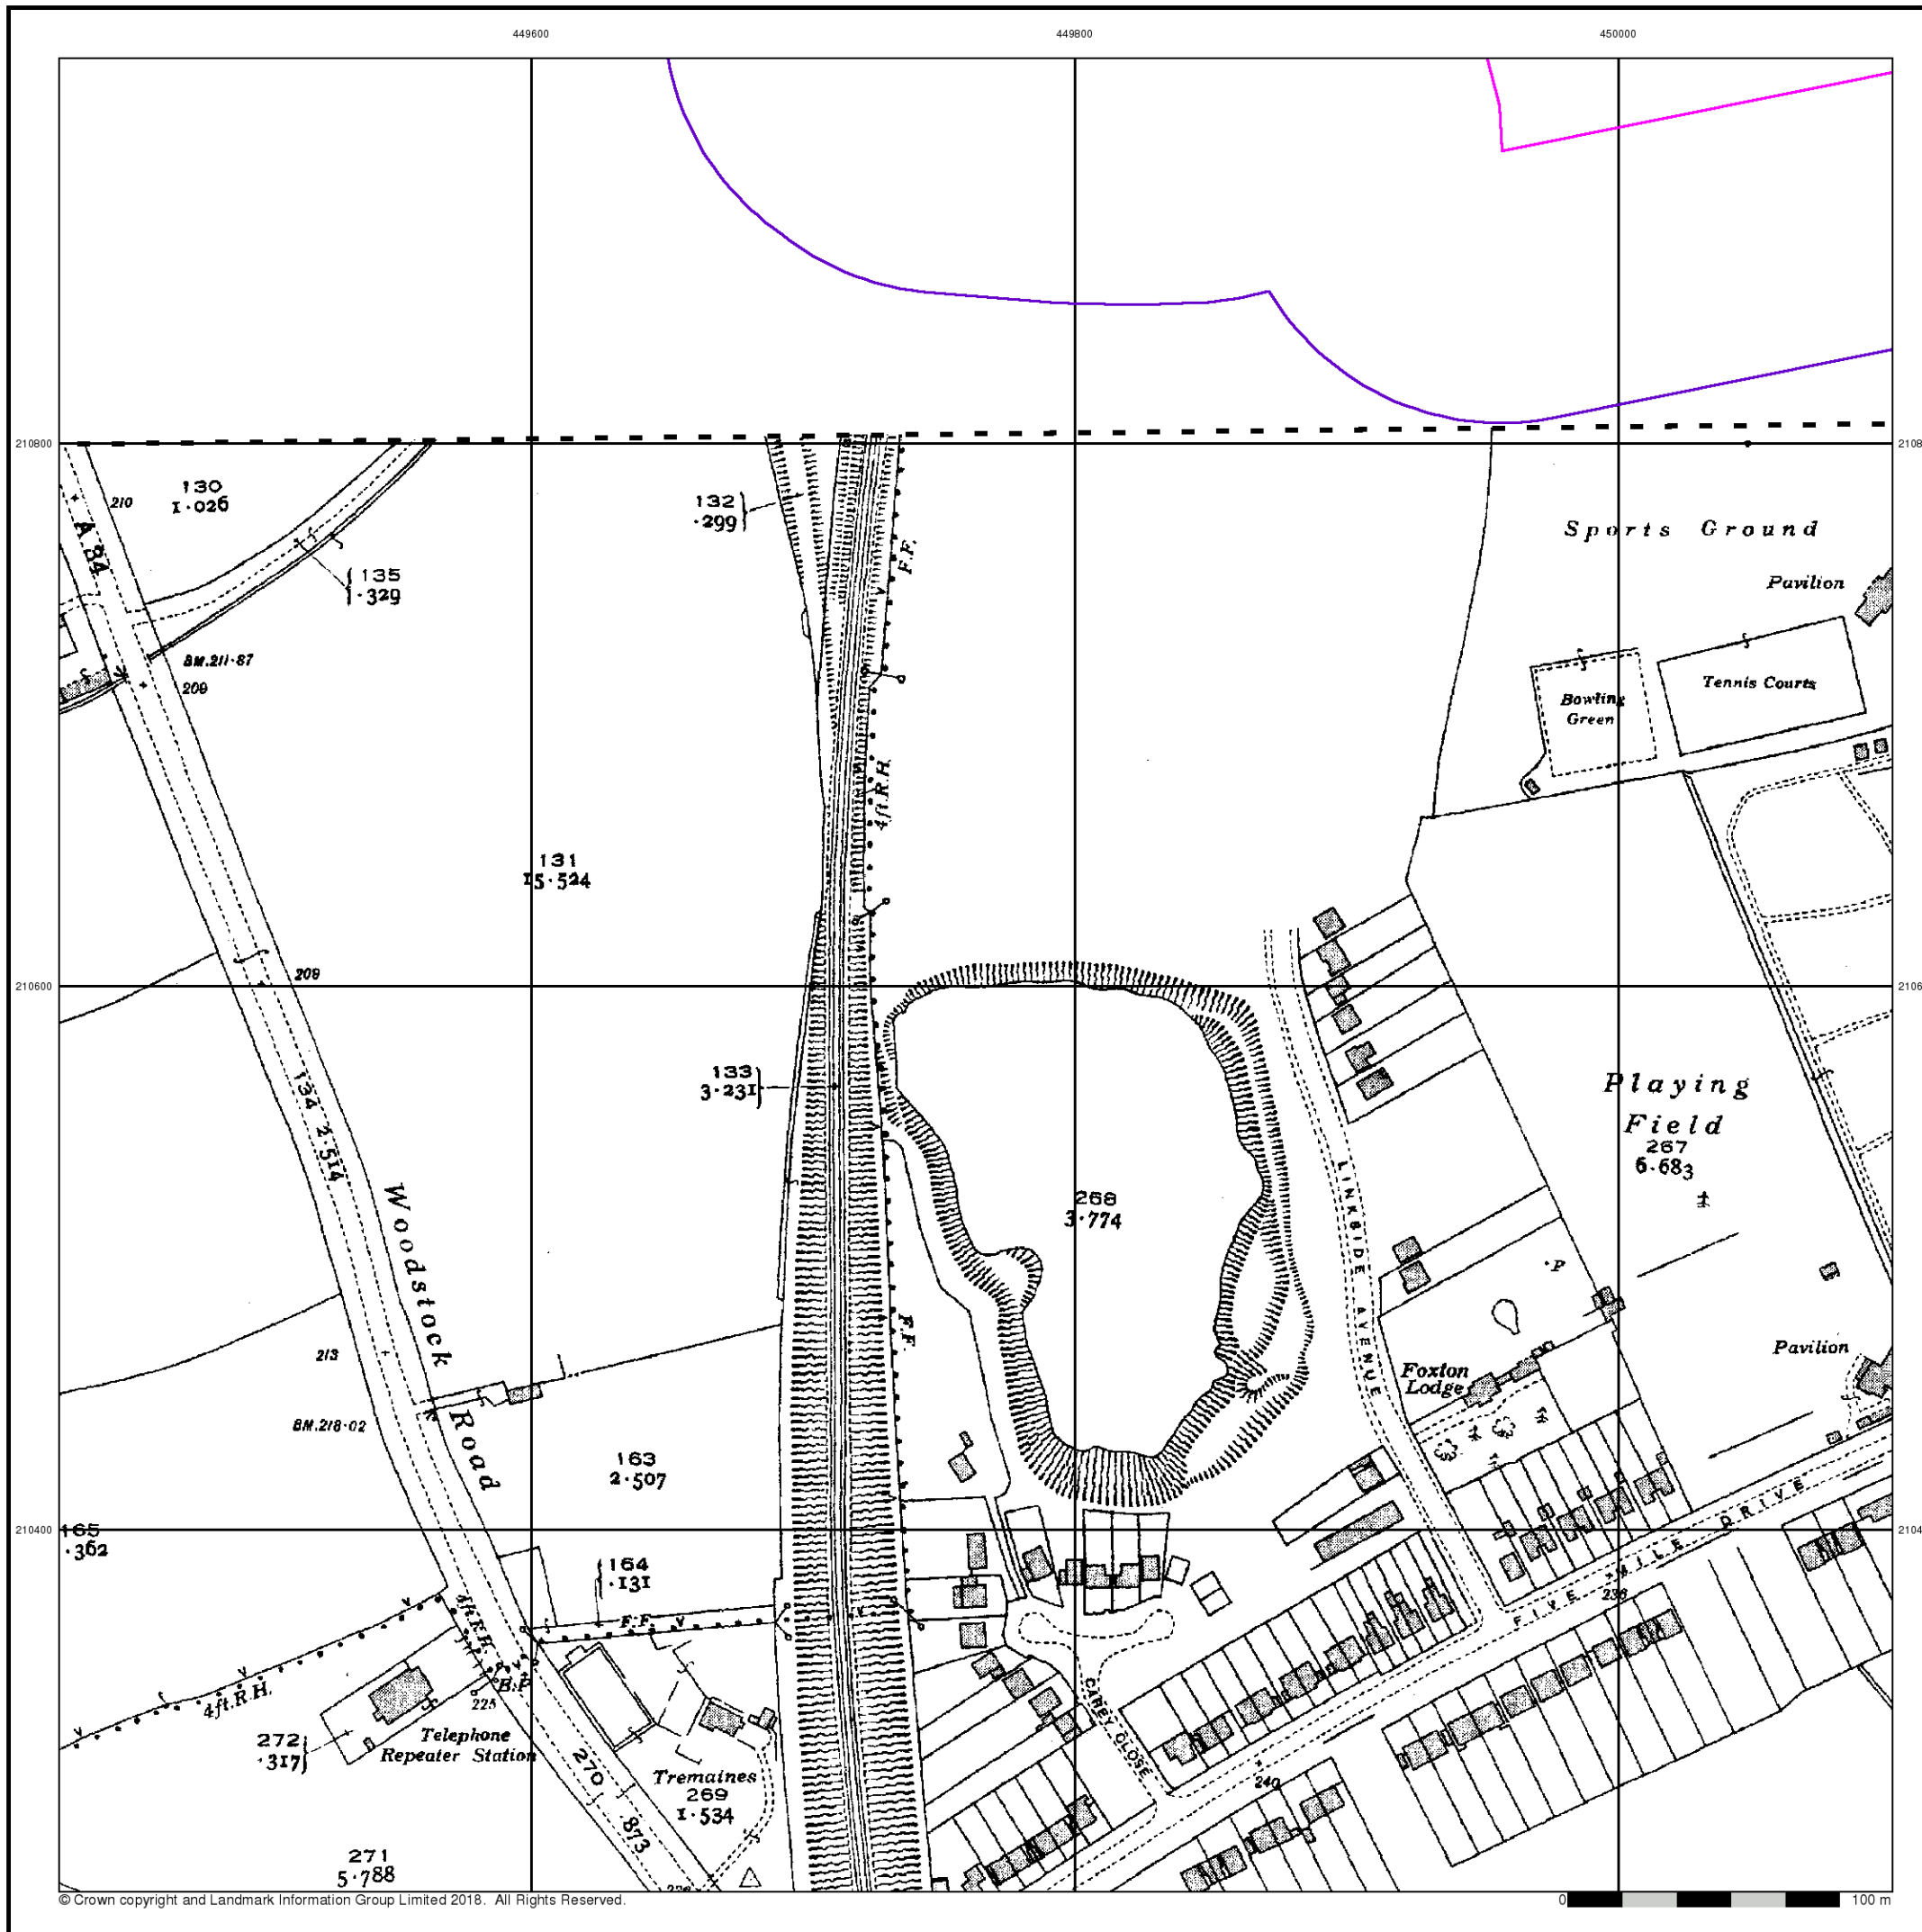 449600
449800
450000
210800
2108
130
1·026
210
A 34
132
·299
F.F.
Sports Ground
135
·329
Pavilion
BM.211·87
209
Bowling
Green
Tennis Courts
4ft.R.H.
131
15·524
209
210600
2106
133
3·231
134 2·514
Playing
Field
267
6·683
268
3·774
LINKSIDE AVENUE
Woodstock
Road
P
F.F.
213
Foxton
Lodge
Pavilion
BM.218·02
163
2·507
210400
2104
165
·362
164
·131
FIVE MILE DRIVE
236
F.F.
4ft.R.H.
4ft.R.H.
B.P
225
CAREY CLOSE
272
·317
Telephone
Repeater Station
270
·873
Tremaines
269
1·534
240
271
5·788
© Crown copyright and Landmark Information Group Limited 2018. All Rights Reserved.
0
100 m